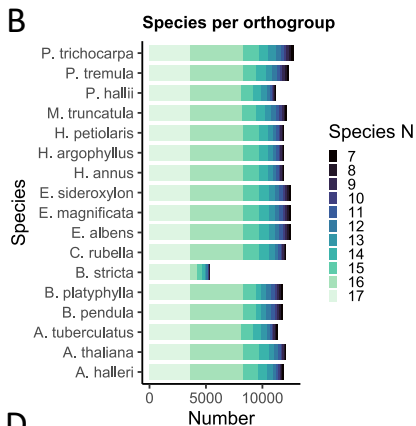 B
Species per orthogroup
P. trichocarpa
P. tremula
P. hallii
M. truncatula
H. petiolaris
H. argophyllus
H. annus
E. sideroxylon
E. magnificata
E. albens
C. rubella
B. stricta
B. platyphylla
B. pendula
A. tuberculatus
A. thaliana
A. halleri
Species
0 5000 10000
Number
Species N
7
8
9
10
11
12
13
14
15
16
17
D